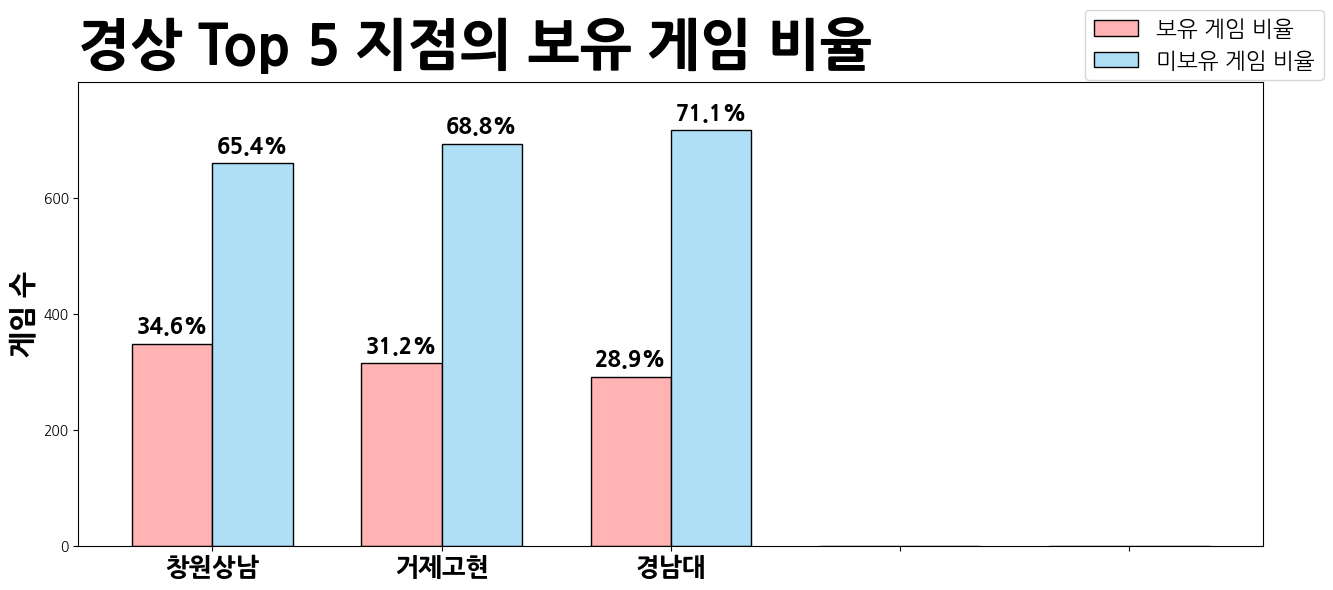 경상 Top 5 지점의 보유 게임 비율
보유 게임 비율
미보유 게임 비율
게임 수
600
400
200
0
34.6%
65.4%
31.2%
68.8%
28.9%
71.1%
창원상남
거제고현
경남대